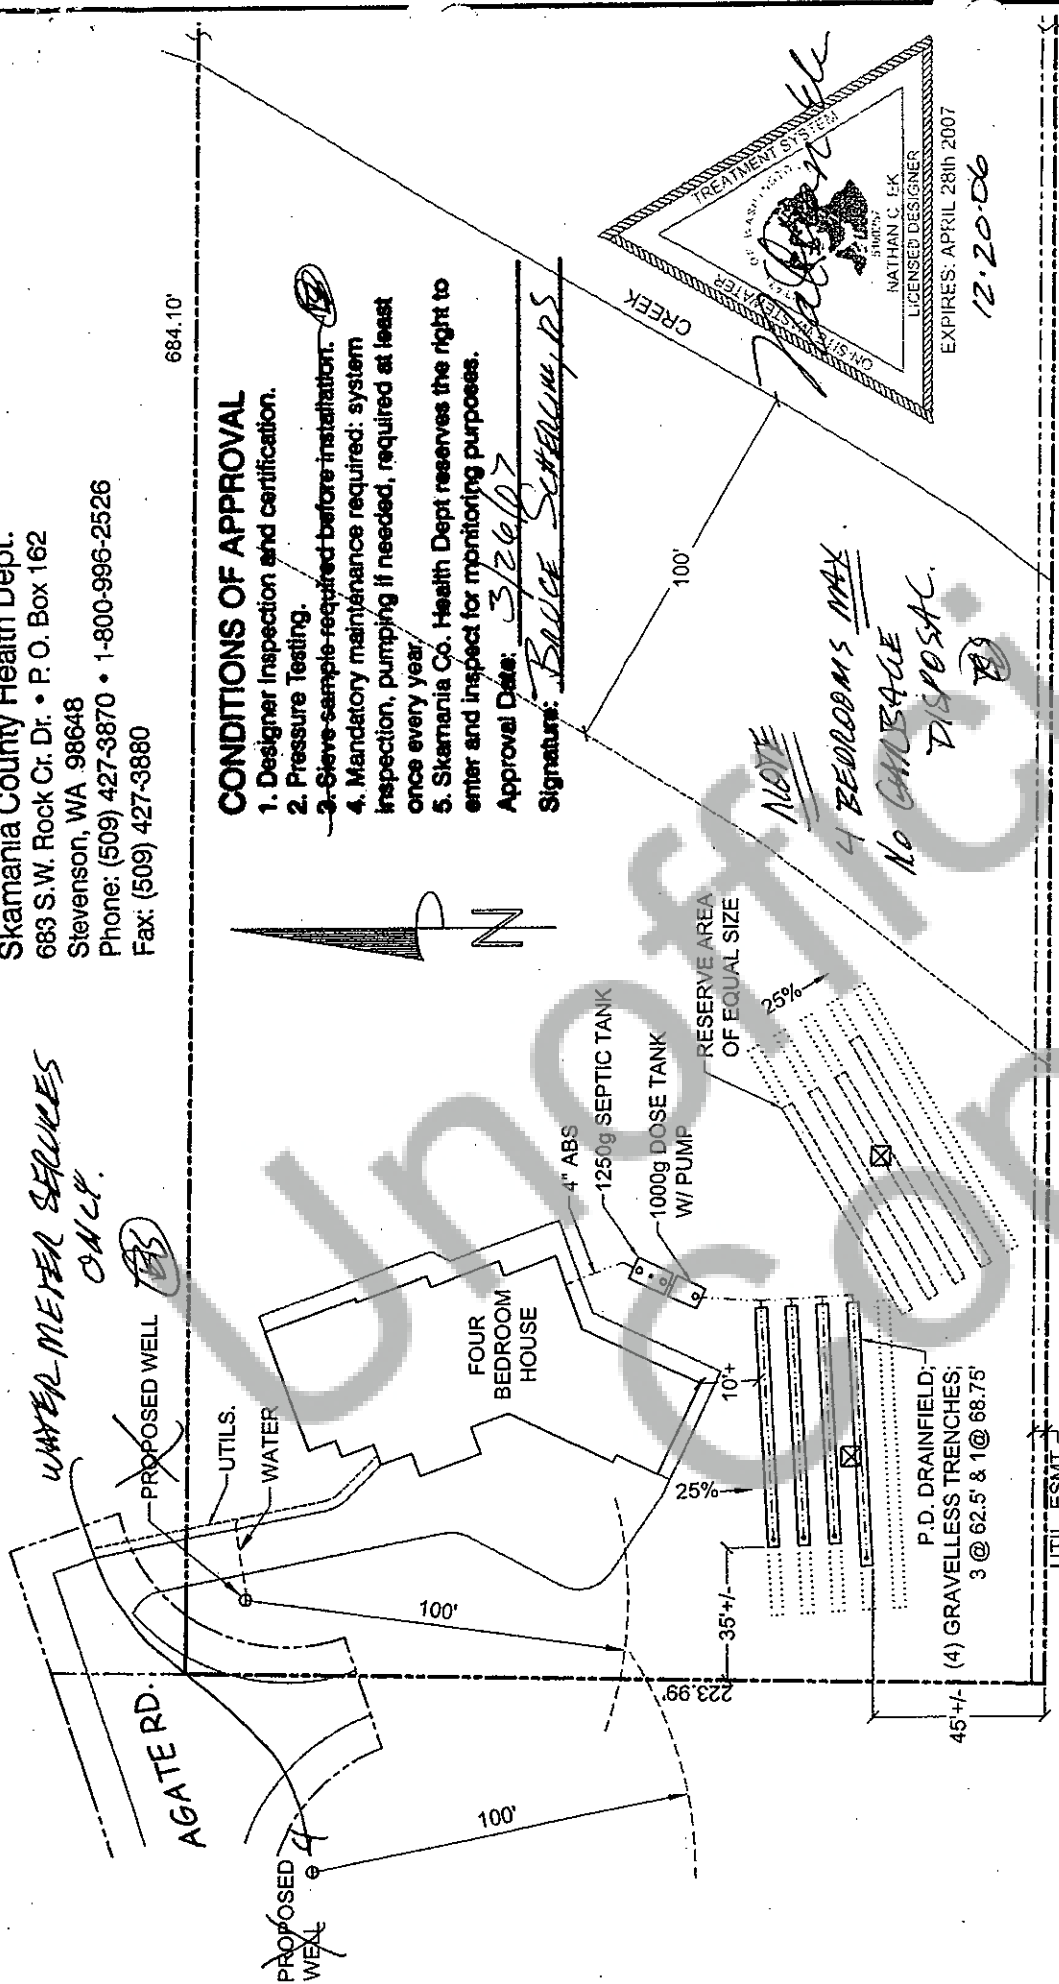 Skamania County Health Dept.
683 S.W. Rock Cr. Dr. • P.O. Box 162
Stevenson, WA 98648
Phone: (509) 427-3870 • 1-800-996-2526
Fax: (509) 427-3880
684.10'
CONDITIONS OF APPROVAL
1. Designer inspection and certification.
2. Pressure Testing.
3. Sieve sample required before installation.
4. Mandatory maintenance required: system
inspection, pumping if needed, required at least
once every year.
5. Skamania Co. Health Dept reserves the right to
enter and inspect for monitoring purposes.
Approval Date: 3/26/07
Signature: BRUCE SCHERLING, RS
WATER METER SERVICES
ONLY.
PROPOSED WELL
UTILS.
WATER
AGATE RD.
PROPOSED
WELL
100'
100'
223.99'
FOUR
BEDROOM
HOUSE
4" ABS
1250g SEPTIC TANK
1000g DOSE TANK
W/ PUMP
RESERVE AREA
OF EQUAL SIZE
25%
25%
10'+
35'+/-
45'+/-
P.D. DRAINFIELD:
(4) GRAVELLESS TRENCHES;
3 @ 62.5' & 1 @ 68.75'
UTIL. ESMT.
N
100'
CREEK
NOTE
4 BEDROOMS MAX
NO GARBAGE
DISPOSAL.
ON-SITE WASTEWATER
TREATMENT SYSTEM
NATHAN C. EK
LICENSED DESIGNER
EXPIRES: APRIL 28th 2007
12-20-06
Unoffici
Cop